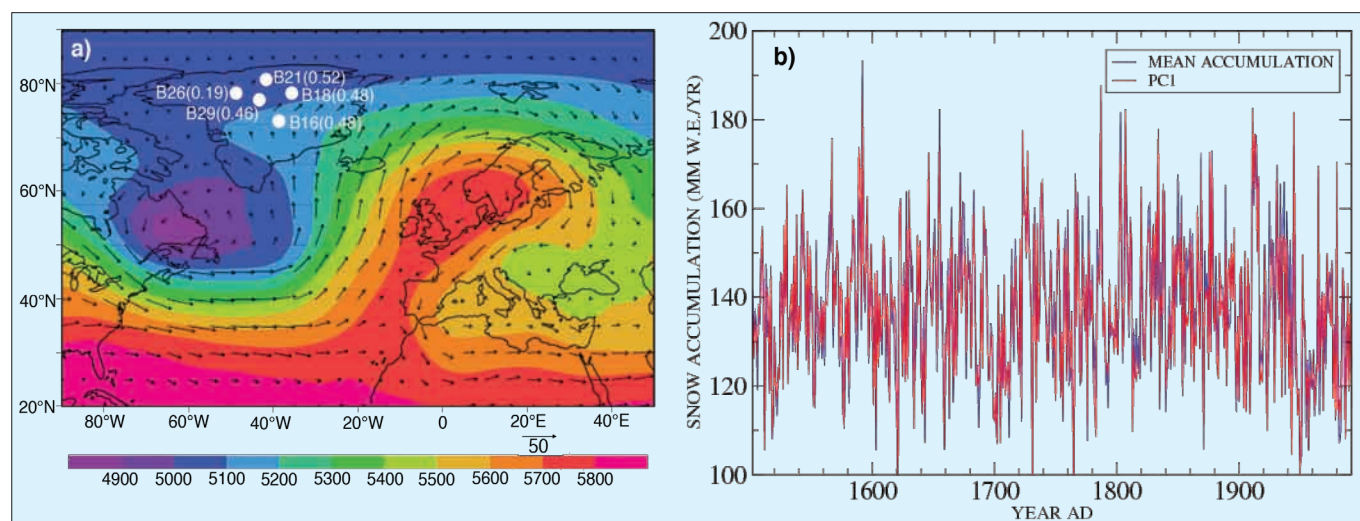 a)
B21(0.52)
B26(0.19)
B18(0.48)
B29(0.46)
B16(0.48)
80°N
60°N
40°N
20°N
80°W 60°W 40°W 20°W 0° 20°E 40°E
50
4900 5000 5100 5200 5300 5400 5500 5600 5700 5800
b)
MEAN ACCUMULATION
PC1
SNOW ACCUMULATION (MM W.E./YR)
200
180
160
140
120
100
1600 1700 1800 1900
YEAR AD